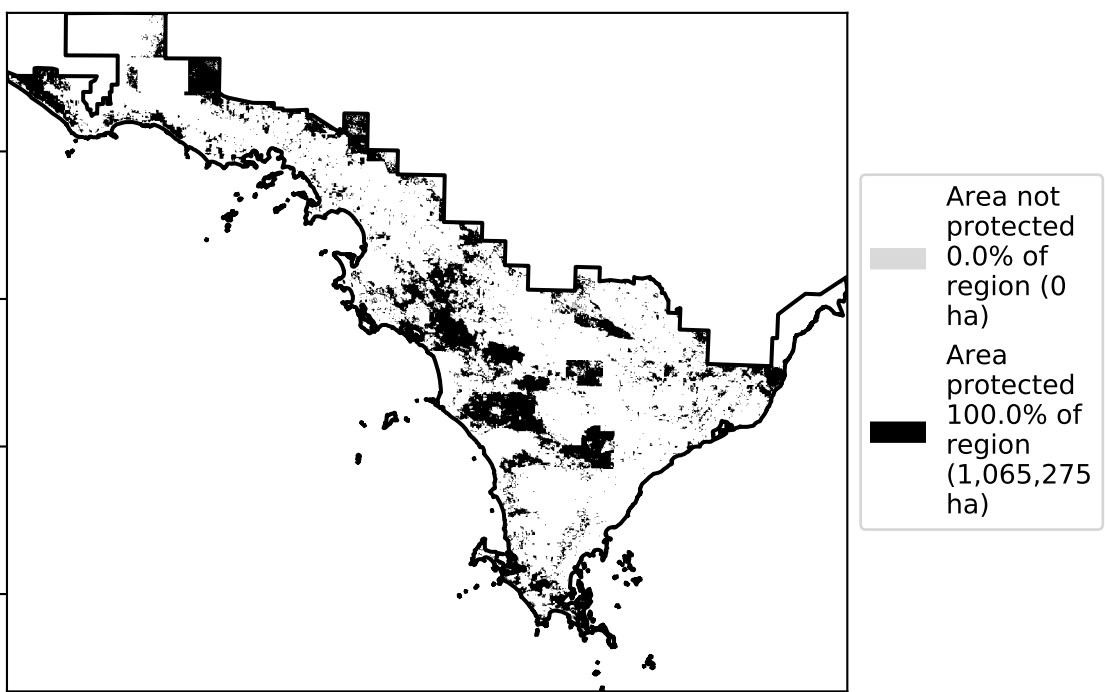 Area not
protected
0.0% of
region (0
ha)
Area
protected
100.0% of
region
(1,065,275
ha)